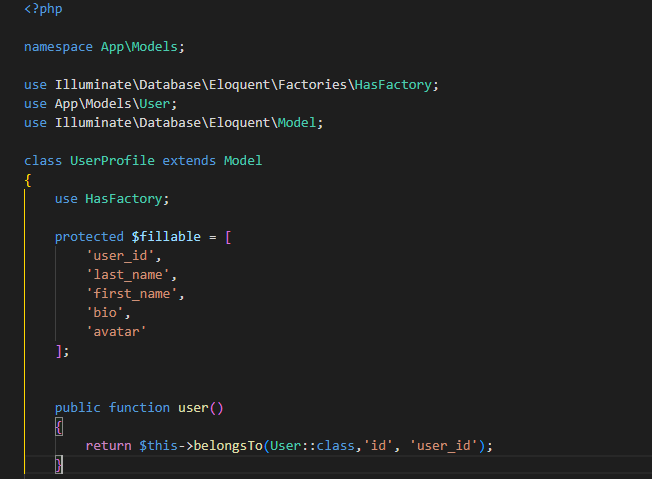 <?php
namespace App\Models;
use Illuminate\Database\Eloquent\Factories\HasFactory;
use App\Models\User;
use Illuminate\Database\Eloquent\Model;
class UserProfile extends Model
{
use HasFactory;
protected $fillable = [
'user_id',
'last_name',
'first_name',
'bio',
'avatar'
];
public function user()
{
return $this->belongsTo(User::class,'id', 'user_id');
}